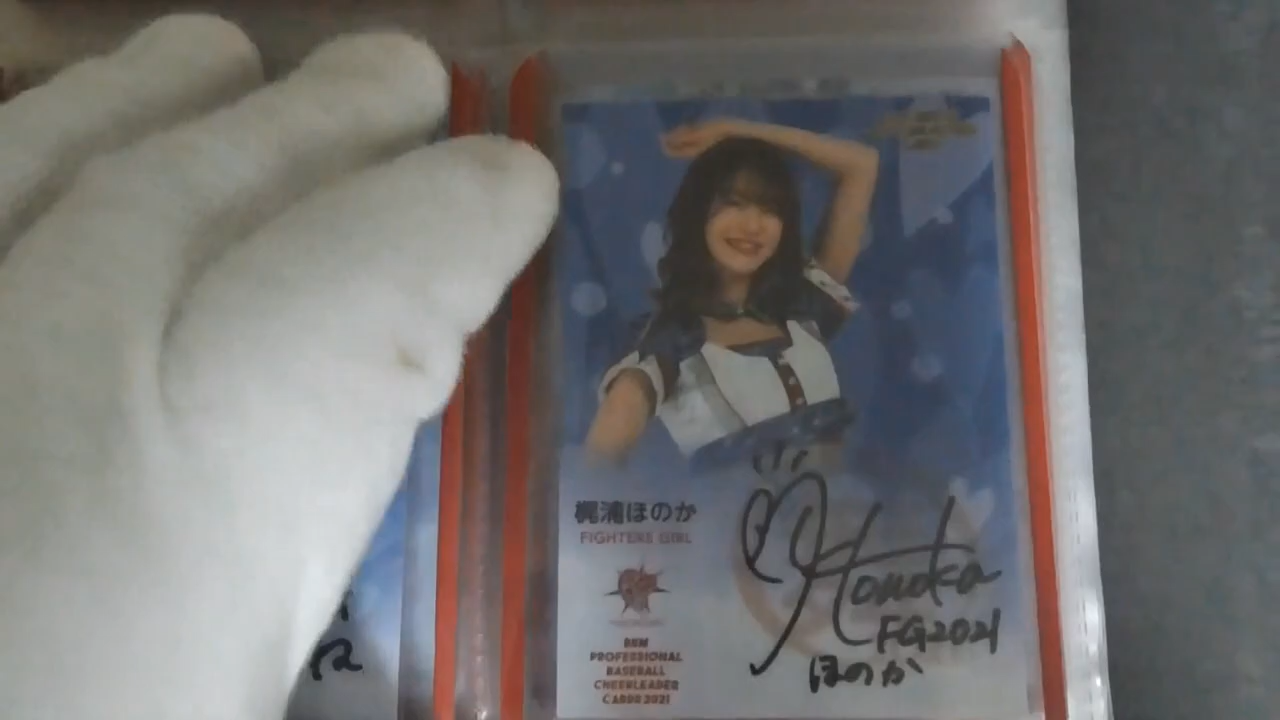 梶浦ほのか
FIGHTERS GIRL
BBM
PROFESSIONAL
BASEBALL
CHEERLEADER
CARDS 2021
Honoka
FG2021
ほのか